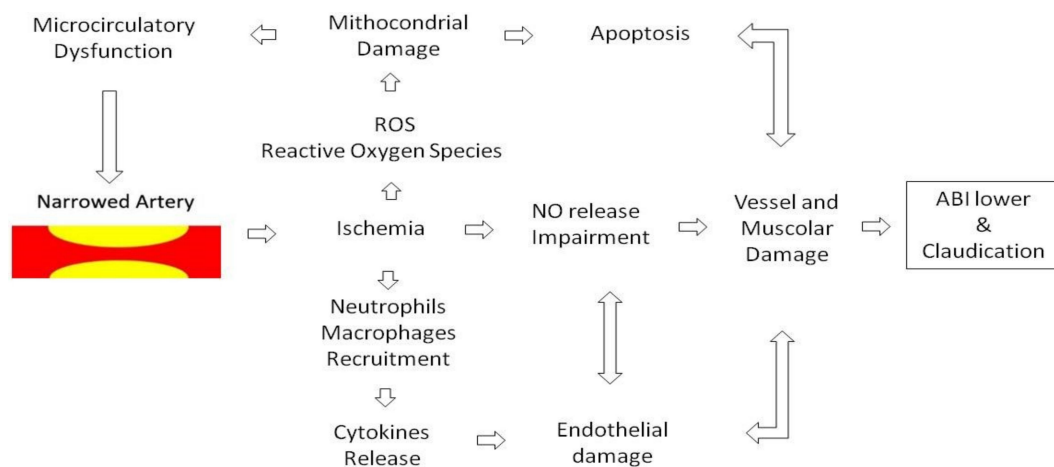 Microcirculatory
Dysfunction
Mithocondrial
Damage
Apoptosis
ROS
Reactive Oxygen Species
Narrowed Artery
Ischemia
NO release
Impairment
Vessel and
Muscolar
Damage
ABI lower
&
Claudication
Neutrophils
Macrophages
Recruitment
Cytokines
Release
Endothelial
damage